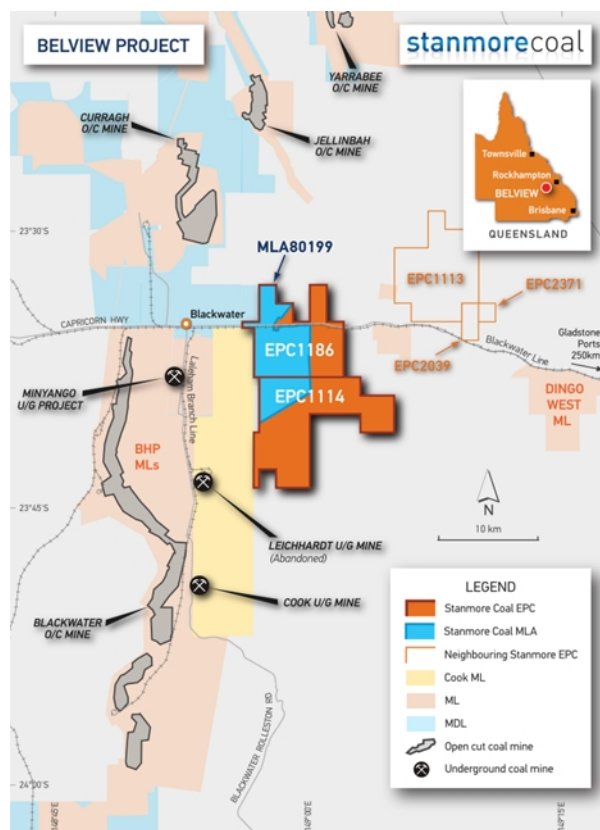 BELVIEW PROJECT
stanmorecoal
YARRABEE
O/C MINE
CURRAGH
O/C MINE
JELLINBAH
O/C MINE
Townsville
Rockhampton
BELVIEW
Brisbane
QUEENSLAND
23°30'S
MLA80199
EPC1113
EPC2371
CAPRICORN HWY
Blackwater
Gladstone
Ports
250km
Blackwater Line
EPC1186
EPC2039
MINYANGO
U/G PROJECT
Laleham Branch Line
EPC1114
DINGO
WEST
ML
BHP
MLs
23°45'S
N
10 km
LEICHHARDT U/G MINE
(Abandoned)
COOK U/G MINE
BLACKWATER
O/C MINE
LEGEND
Stanmore Coal EPC
Stanmore Coal MLA
Neighbouring Stanmore EPC
Cook ML
ML
MDL
Open cut coal mine
Underground coal mine
BLACKWATER ROLLESTON RD
24°00'S
149°00'E
149°15'E